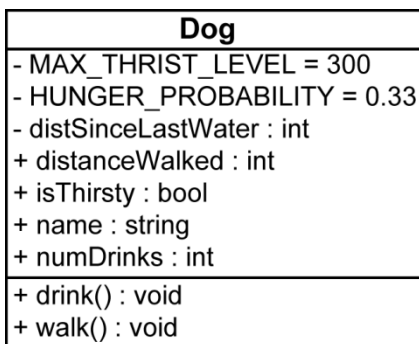 Dog
- MAX_THRIST_LEVEL = 300
- HUNGER_PROBABILITY = 0.33
- distSinceLastWater : int
+ distanceWalked : int
+ isThirsty : bool
+ name : string
+ numDrinks : int
+ drink() : void
+ walk() : void